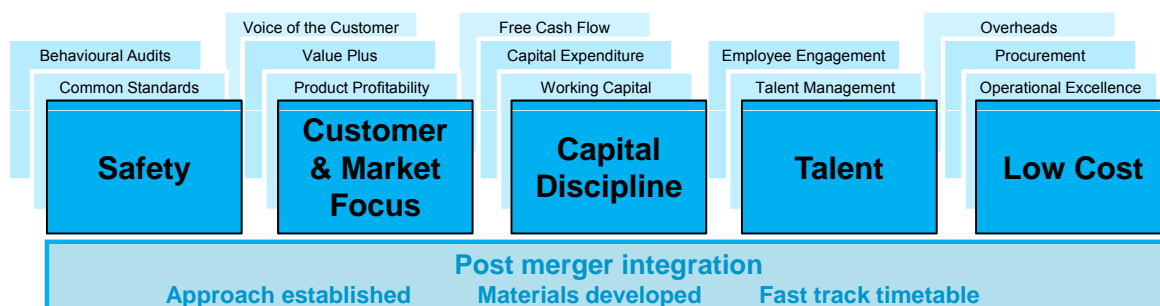 Voice of the Customer
Free Cash Flow
Overheads
Behavioural Audits
Value Plus
Capital Expenditure
Employee Engagement
Procurement
Common Standards
Product Profitability
Working Capital
Talent Management
Operational Excellence
Safety
Customer
& Market
Focus
Capital
Discipline
Talent
Low Cost
Post merger integration
Approach established Materials developed Fast track timetable